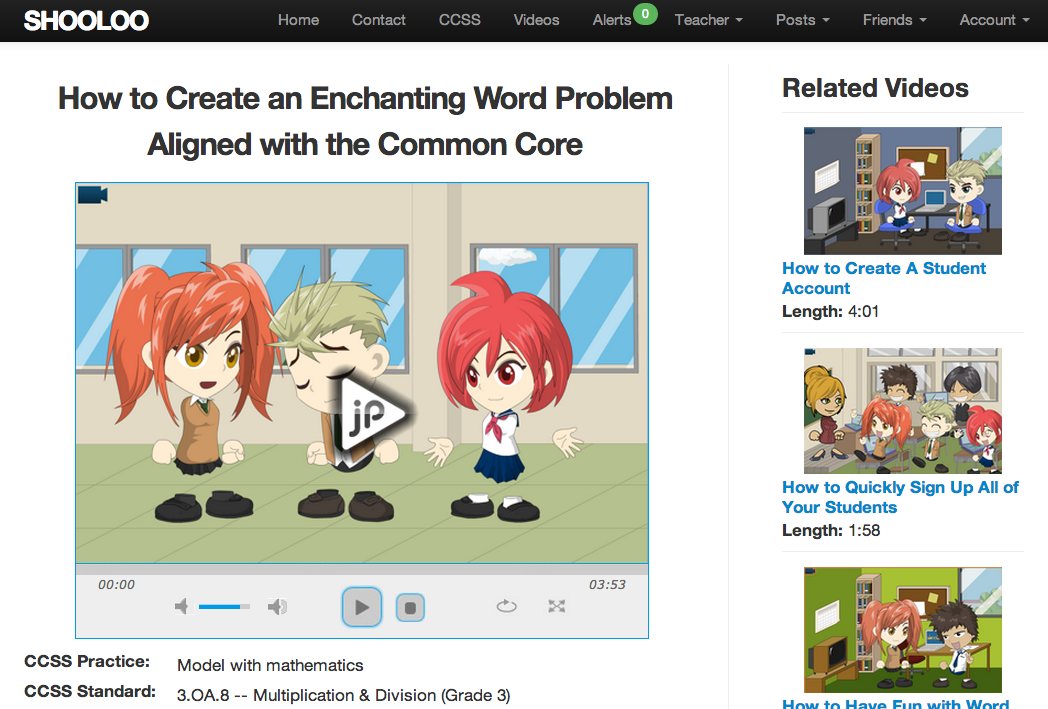 SHOOLOO
Home
Contact
CCSS
Videos
Alerts 0
Teacher
Posts
Friends
Account
How to Create an Enchanting Word Problem
Aligned with the Common Core
jP
00:00
03:53
CCSS Practice: Model with mathematics
CCSS Standard: 3.OA.8 -- Multiplication & Division (Grade 3)
Related Videos
How to Create A Student
Account
Length: 4:01
How to Quickly Sign Up All of
Your Students
Length: 1:58
How to Have Fun with Word